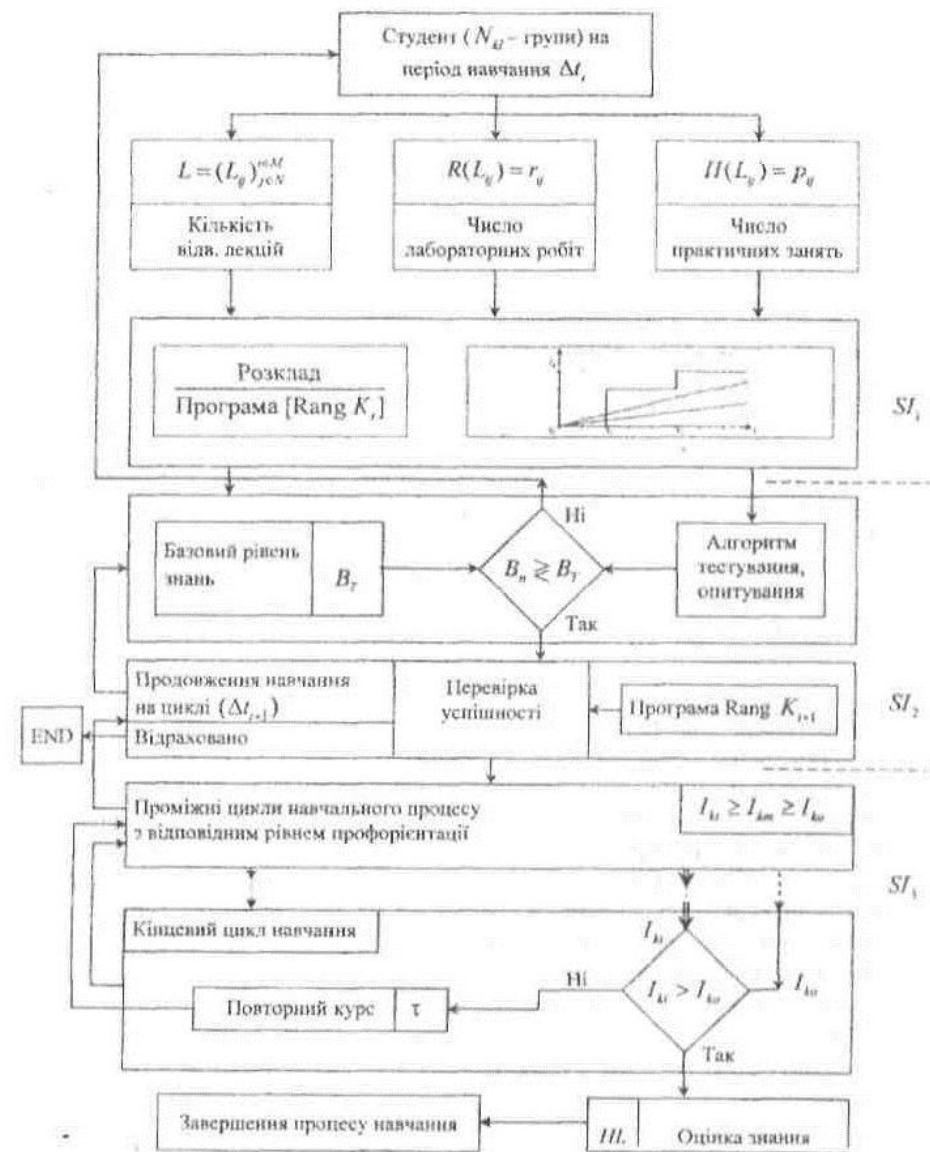 Студент (N_kl – групи) на
період навчання Δt_i
L = (L_ij)^{i∈M}_{j∈N}
Кількість
відв. лекцій
R(L_ij) = r_ij
Число
лабораторних робіт
П(L_ij) = p_ij
Число
практичних занять
Розклад
Програма [Rang K_i]
SI_1
Ні
Базовий рівень
знань
B_T
B_n ≷ B_T
Алгоритм
тестування,
опитування
Так
Продовження навчання
на циклі (Δt_{i+1})
Відраховано
Перевірка
успішності
Програма Rang K_{i+1}
SI_2
END
Проміжні цикли навчального процесу
з відповідним рівнем профорієнтації
I_ki ≥ I_km ≥ I_ko
SI_3
Кінцевий цикл навчання
I_ki
Ні
I_ki > I_ko
I_ko
Повторний курс
τ
Так
Завершення процесу навчання
Ш.
Оцінка знання